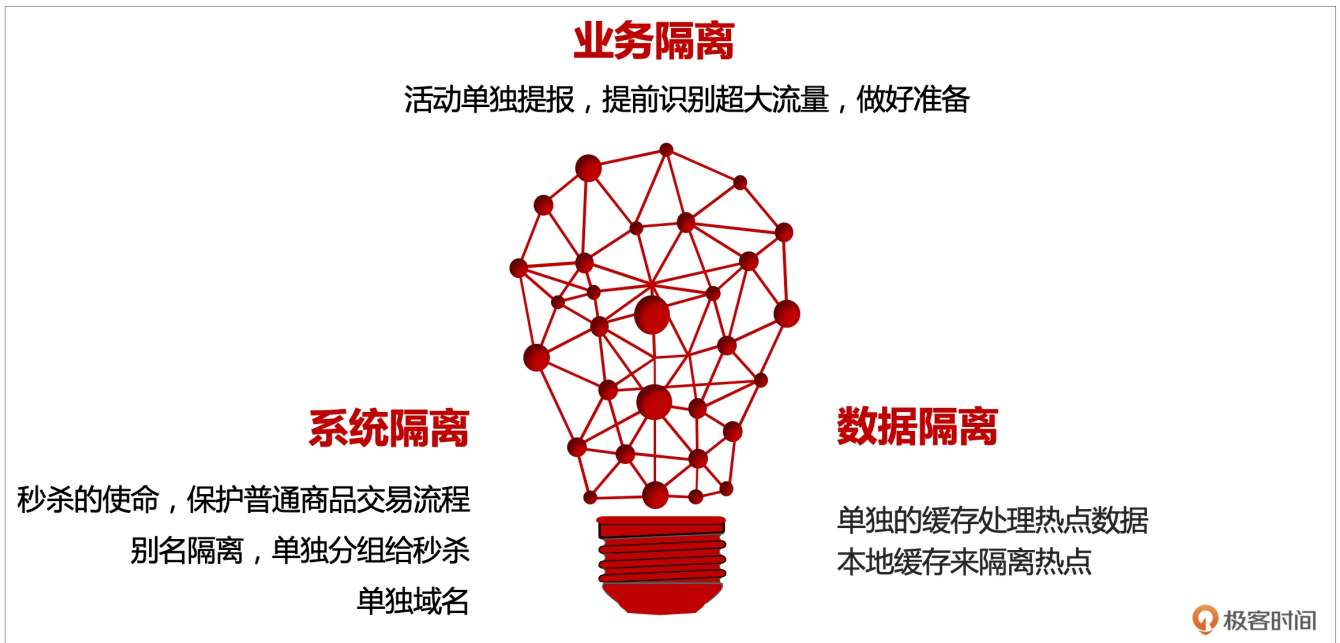 业务隔离
活动单独提报，提前识别超大流量，做好准备
系统隔离
秒杀的使命，保护普通商品交易流程
别名隔离，单独分组给秒杀
单独域名
数据隔离
单独的缓存处理热点数据
本地缓存来隔离热点
极客时间